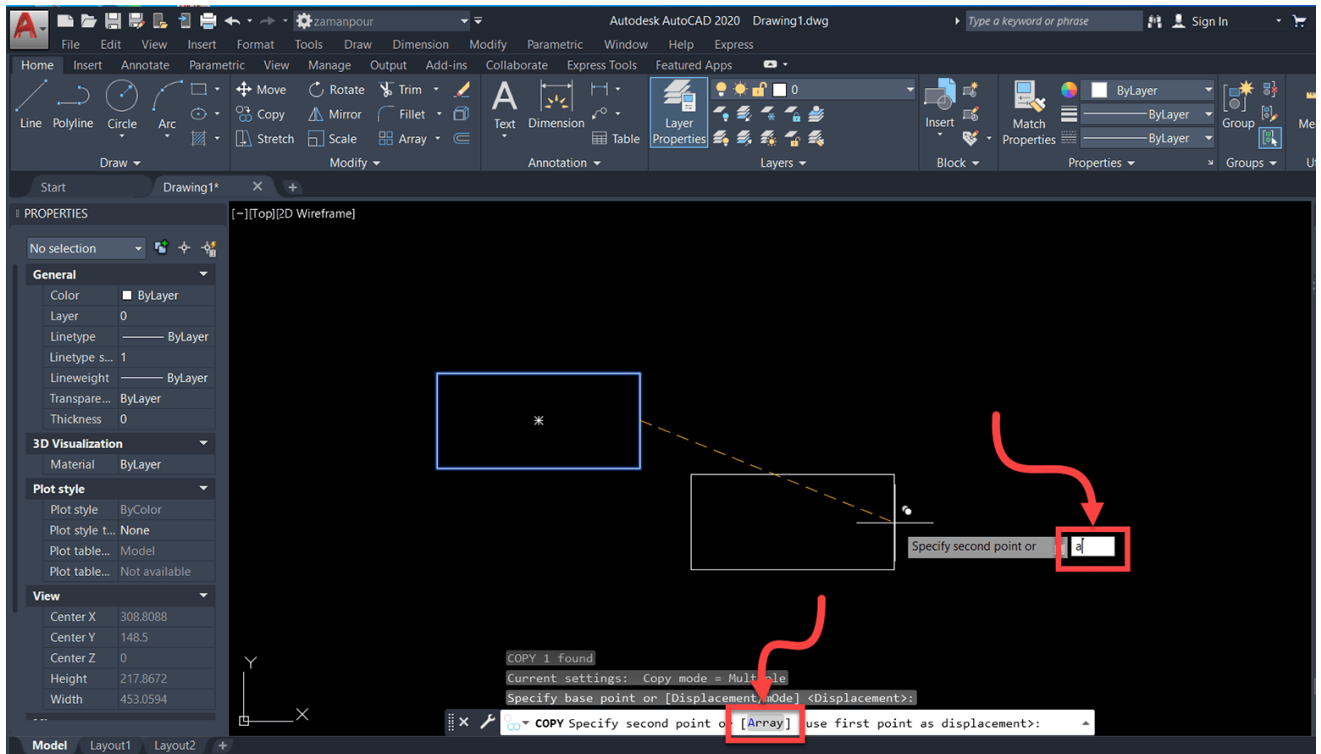 zamanpour Autodesk AutoCAD 2020 Drawing1.dwg Type a keyword or phrase Sign In
File Edit View Insert Format Tools Draw Dimension Modify Parametric Window Help Express
Home Insert Annotate Parametric View Manage Output Add-ins Collaborate Express Tools Featured Apps
Line Polyline Circle Arc
Move Rotate Trim
Copy Mirror Fillet
Stretch Scale Array
Text Dimension
Table
Layer
Properties
0
Insert
Match
Properties
ByLayer
ByLayer
ByLayer
Group
Me
Draw Modify Annotation Layers Block Properties Groups U
Start Drawing1* X +
PROPERTIES
[−][Top][2D Wireframe]
No selection
General
Color ByLayer
Layer 0
Linetype ByLayer
Linetype s... 1
Lineweight ByLayer
Transpare... ByLayer
Thickness 0
3D Visualization
Material ByLayer
Plot style
Plot style ByColor
Plot style t... None
Plot table... Model
Plot table... Not available
View
Center X 308.8088
Center Y 148.5
Center Z 0
Height 217.8672
Width 453.0594
Specify second point or a
Y
X
COPY 1 found
Current settings: Copy mode = Multiple
Specify base point or [Displacement/mOde] <Displacement>:
COPY Specify second point or [Array] use first point as displacement>:
Model Layout1 Layout2 +